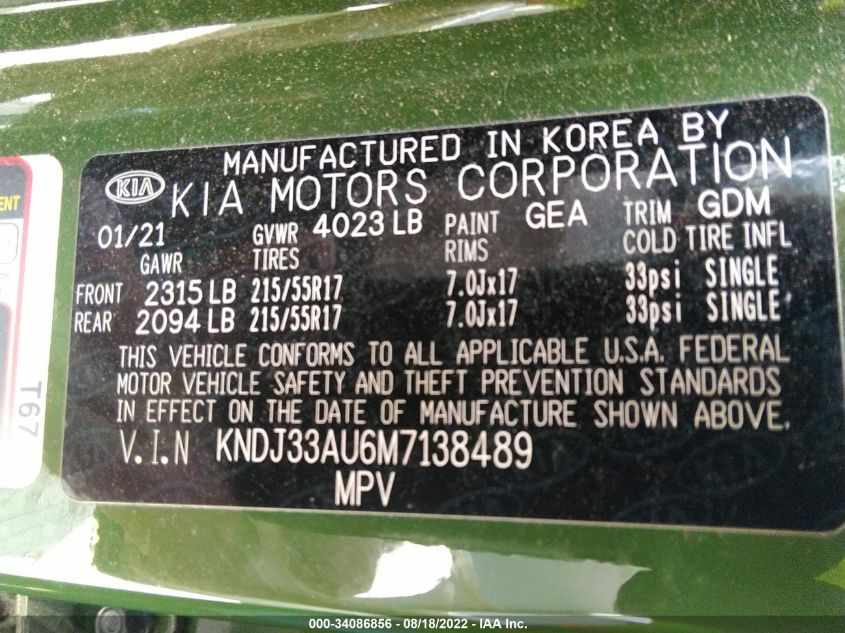 MANUFACTURED IN KOREA BY
KIA KIA MOTORS CORPORATION
01/21 GVWR 4023 LB PAINT GEA TRIM GDM
GAWR TIRES RIMS COLD TIRE INFL
FRONT 2315 LB 215/55R17 7.0Jx17 33psi SINGLE
REAR 2094 LB 215/55R17 7.0Jx17 33psi SINGLE
THIS VEHICLE CONFORMS TO ALL APPLICABLE U.S.A. FEDERAL
MOTOR VEHICLE SAFETY AND THEFT PREVENTION STANDARDS
IN EFFECT ON THE DATE OF MANUFACTURE SHOWN ABOVE.
V.I.N KNDJ33AU6M7138489
MPV
T67
000-34086856 - 08/18/2022 - IAA Inc.